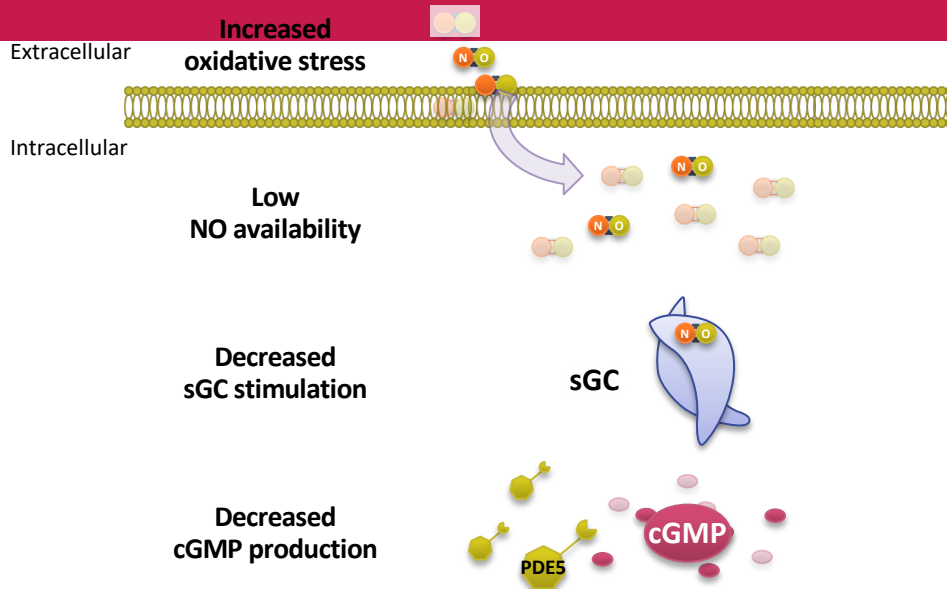 Increased
oxidative stress
Extracellular
N O
Intracellular
Low
NO availability
N O
N O
Decreased
sGC stimulation
sGC
N O
Decreased
cGMP production
cGMP
PDE5